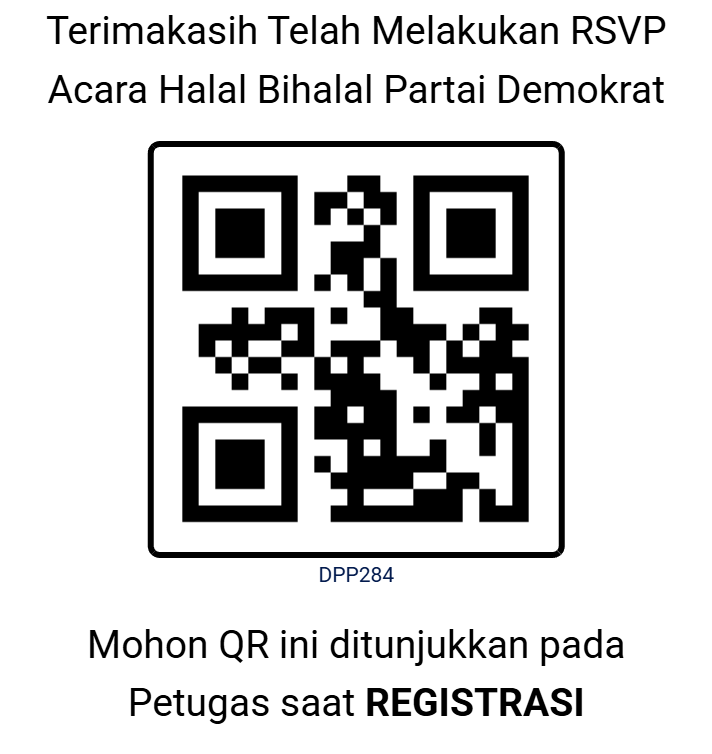 Terimakasih Telah Melakukan RSVP
Acara Halal Bihalal Partai Demokrat
DPP284
Mohon QR ini ditunjukkan pada
Petugas saat REGISTRASI